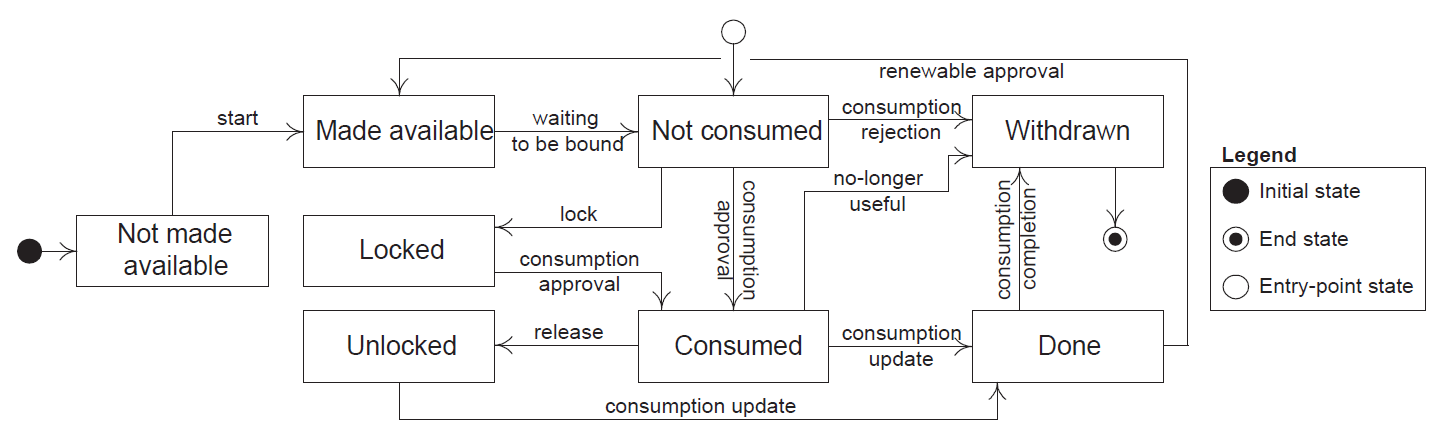 renewable approval
start
Made available
waiting
to be bound
Not consumed
consumption
rejection
Withdrawn
Legend
Initial state
End state
Entry-point state
Not made
available
lock
Locked
consumption
approval
consumption
approval
no-longer
useful
consumption
completion
Unlocked
release
Consumed
consumption
update
Done
consumption update